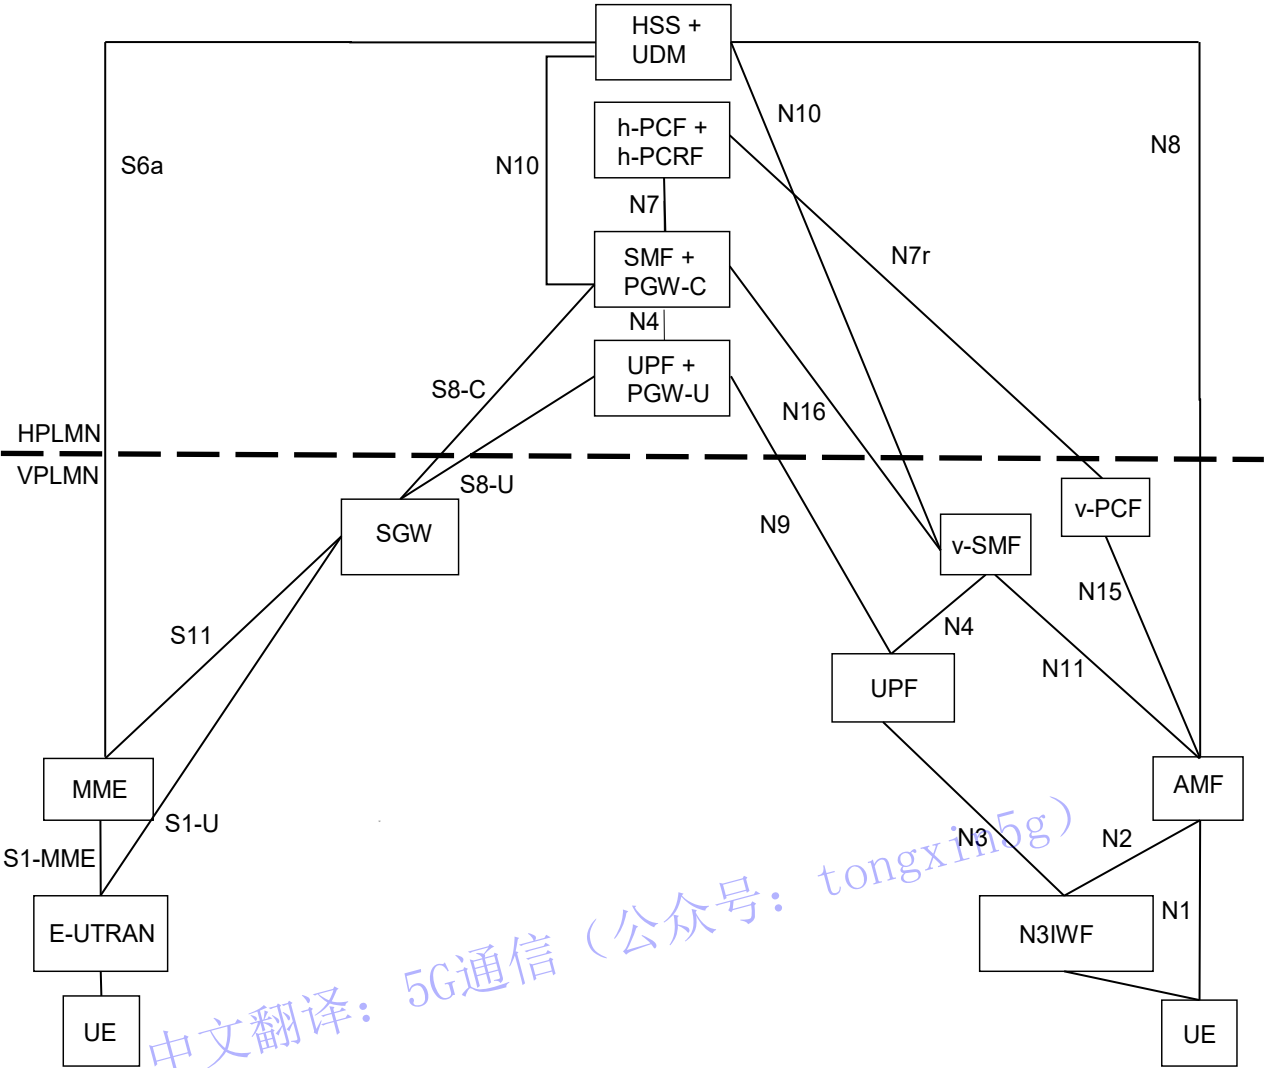 HSS +
UDM
N10
S6a
N10
N8
h-PCF +
h-PCRF
N7
N7r
SMF +
PGW-C
N4
UPF +
PGW-U
S8-C
N16
HPLMN
VPLMN
S8-U
SGW
N9
v-SMF
v-PCF
N15
S11
N4
N11
UPF
MME
AMF
S1-U
S1-MME
N3
N2
E-UTRAN
N3IWF
N1
UE
UE
中文翻译：5G通信（公众号：tongxin5g）